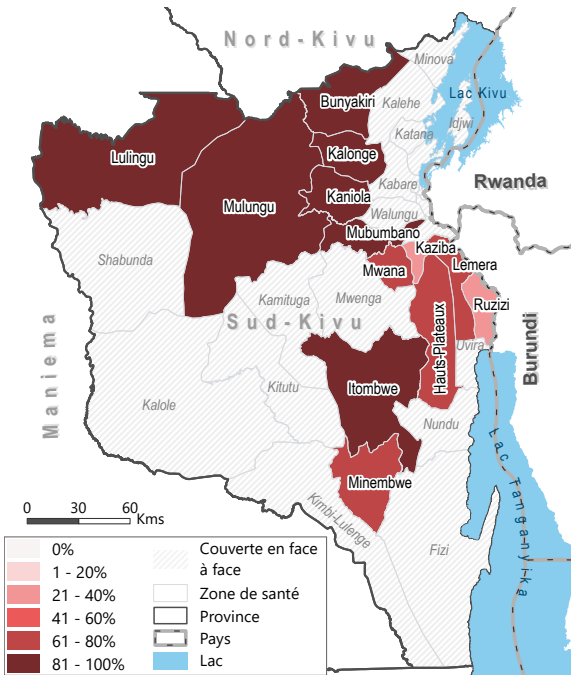 Nord-Kivu
Minova
Bunyakiri
Kalehe
Lac Kivu
Idjwi
Katana
Lulingu
Kalonge
Kabare
Rwanda
Mulungu
Kaniola
Walungu
Mubumbano
Kaziba
Shabunda
Mwana
Lemera
Kamituga
Mwenga
Ruzizi
Sud-Kivu
Hauts-Plateaux
Uvira
Burundi
Maniema
Itombwe
Kitutu
Kalole
Nundu
Lac Tanganyika
Minembwe
Kimbi-Lulenge
Fizi
0 30 60
Kms
0%
1 - 20%
21 - 40%
41 - 60%
61 - 80%
81 - 100%
Couverte en face
à face
Zone de santé
Province
Pays
Lac